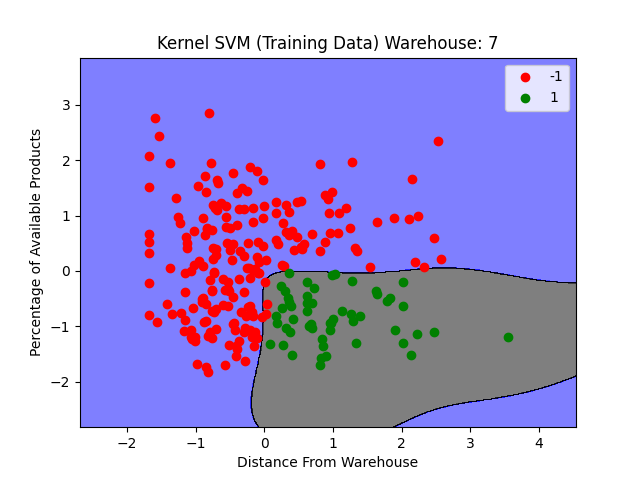 Kernel SVM (Training Data) Warehouse: 7
-1
1
3
2
1
0
−1
−2
Percentage of Available Products
−2 −1 0 1 2 3 4
Distance From Warehouse